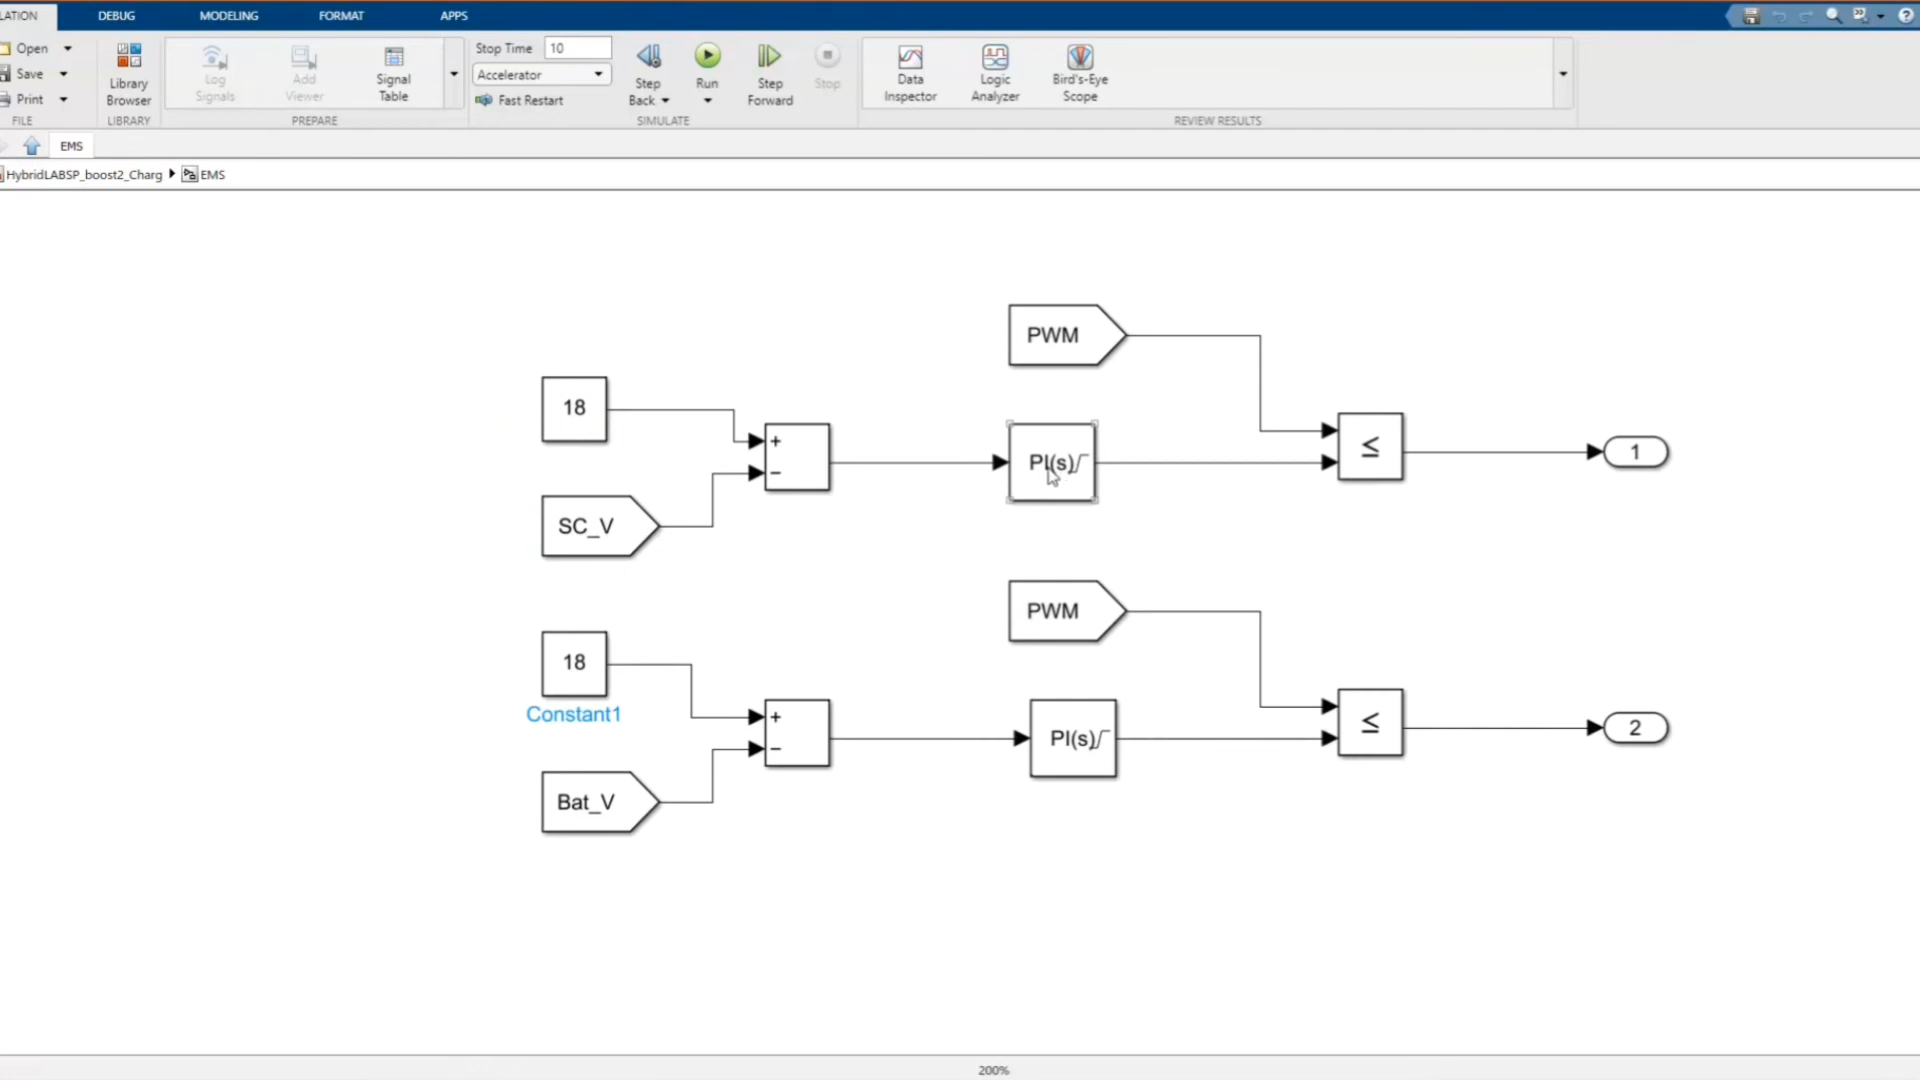 LATION DEBUG MODELING FORMAT APPS
Open
Save
Print
FILE
Library
Browser
LIBRARY
Log
Signals
Add
Viewer
Signal
Table
PREPARE
Stop Time 10
Accelerator
Fast Restart
Step
Back
Run
Step
Forward
Stop
SIMULATE
Data
Inspector
Logic
Analyzer
Bird's-Eye
Scope
REVIEW RESULTS
EMS
HybridLABSP_boost2_Charg EMS
PWM
18
+
−
PI(s)
≤
1
SC_V
PWM
18
Constant1
+
−
PI(s)
≤
2
Bat_V
200%